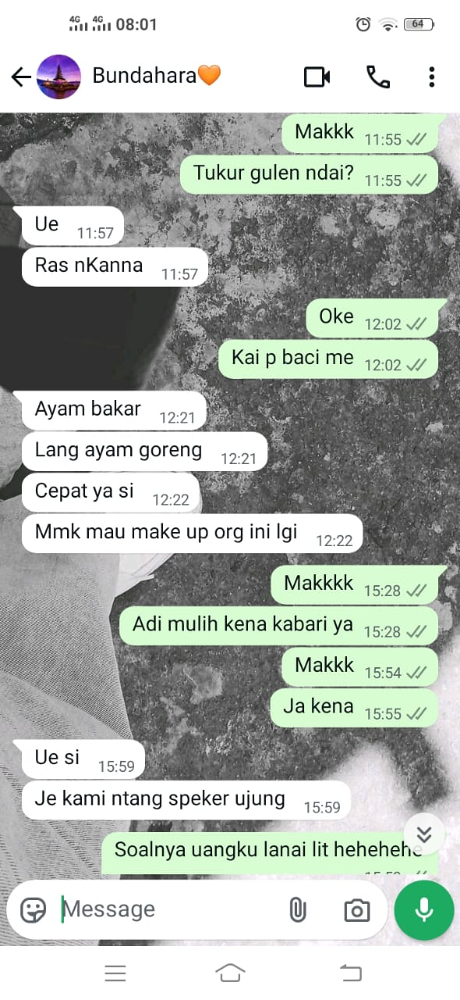 4G 4G 08:01 64
Bundahara🧡
Makkk 11:55
Tukur gulen ndai? 11:55
Ue 11:57
Ras nKanna 11:57
Oke 12:02
Kai p baci me 12:02
Ayam bakar 12:21
Lang ayam goreng 12:21
Cepat ya si 12:22
Mmk mau make up org ini lgi 12:22
Makkkk 15:28
Adi mulih kena kabari ya 15:28
Makkk 15:54
Ja kena 15:55
Ue si 15:59
Je kami ntang speker ujung 15:59
Soalnya uangku lanai lit hehehehe
Message